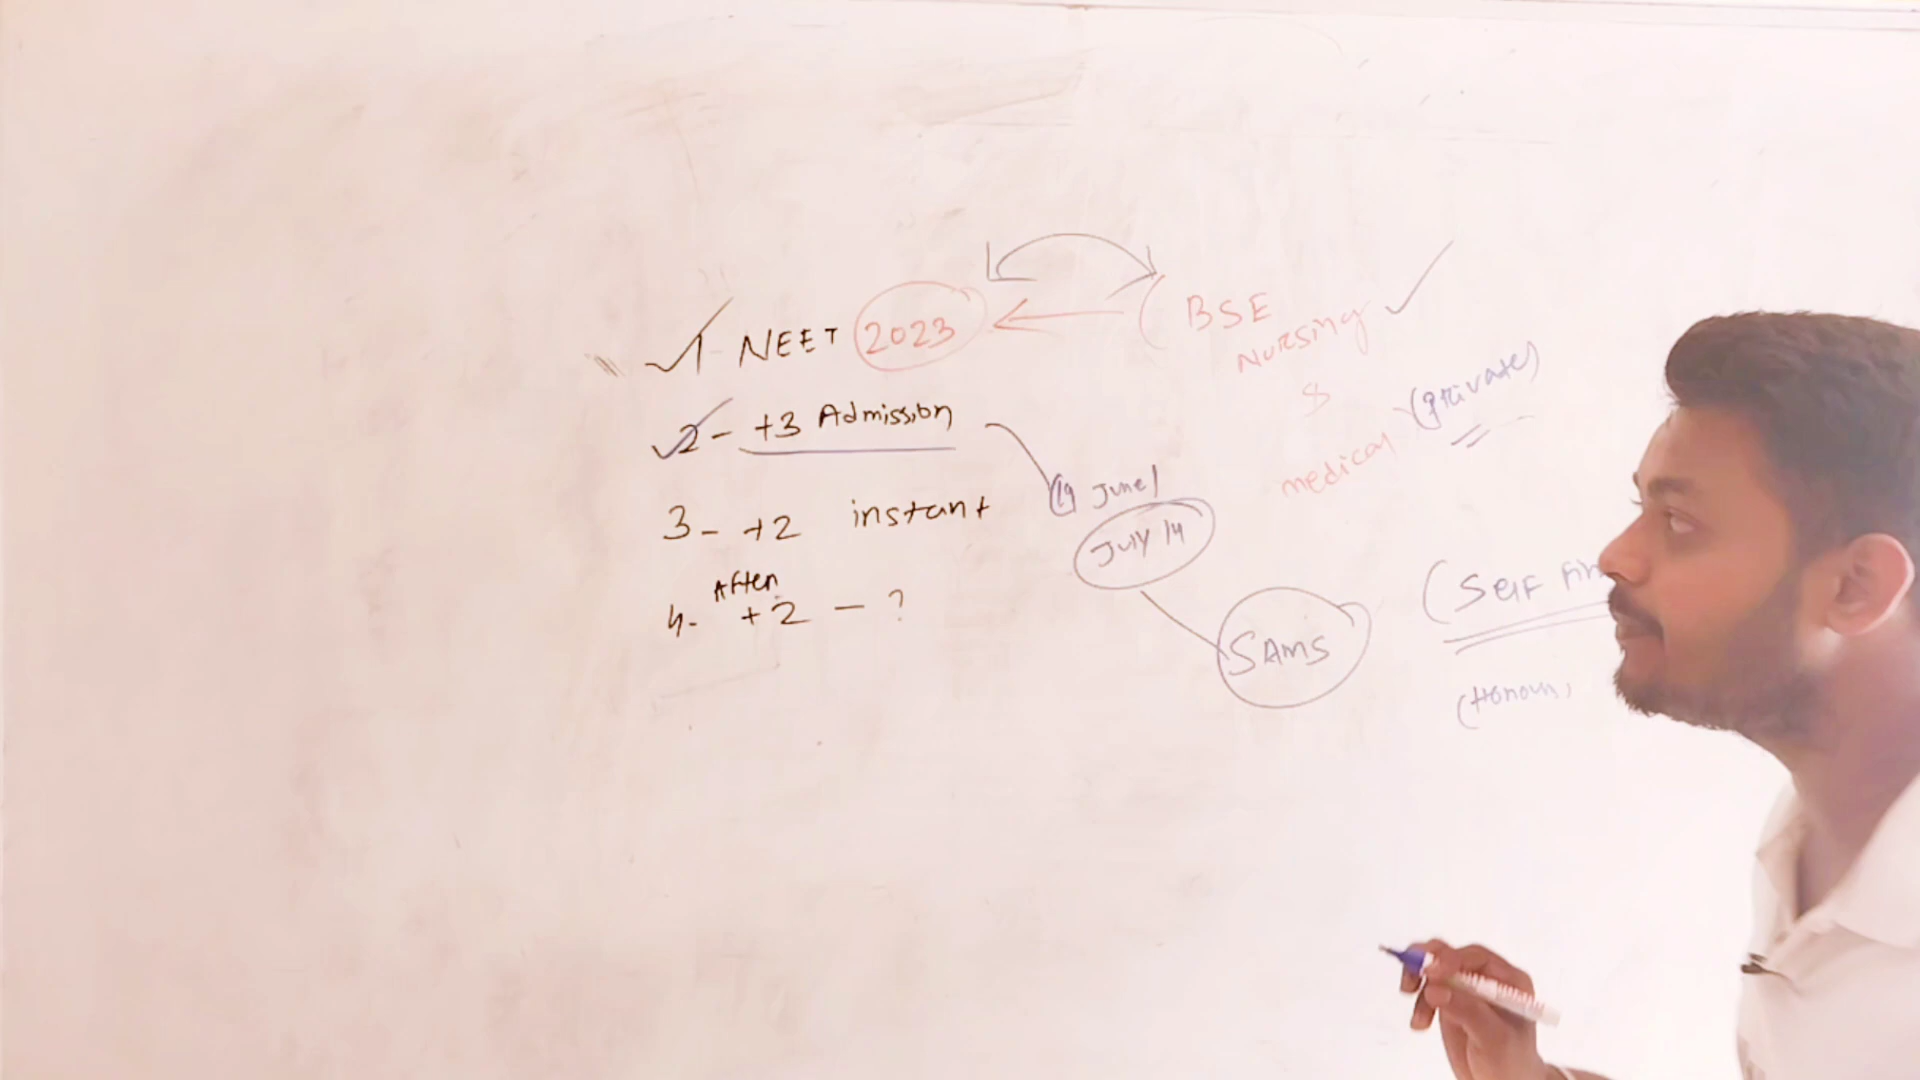 1 - NEET 2023
BSE
Nursing
&
medical (private)
2 - +3 Admission
19 June
July 14
SAMS
(Self Fin
(Honours
3 - +2 instant
4 - After +2 - ?